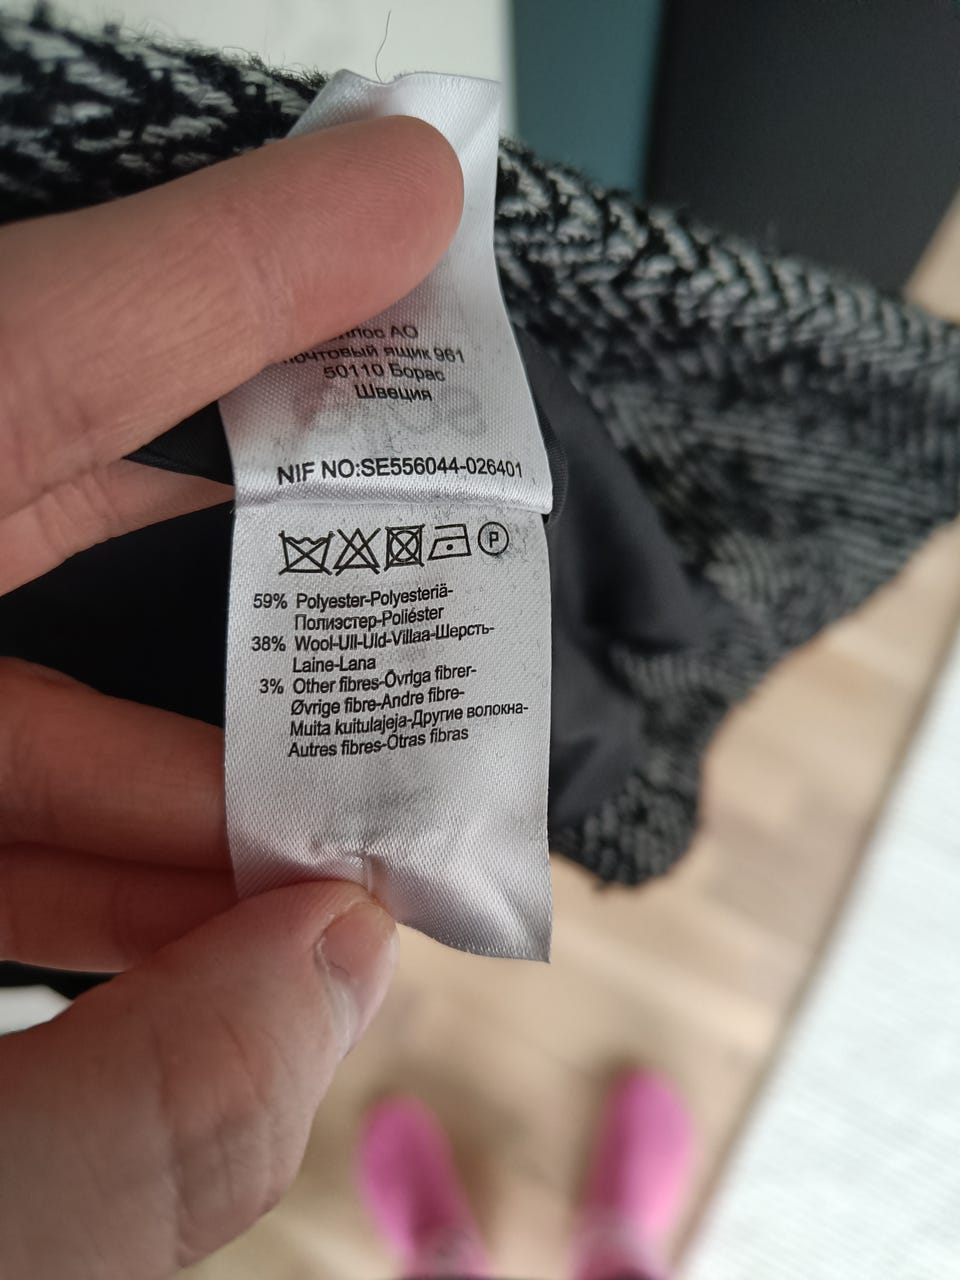 АО
почтовый ящик 961
50110 Борас
Швеция
NIF NO:SE556044-026401
P
59% Polyester-Polyesteriä-
Полиэстер-Poliéster
38% Wool-Ull-Uld-Villaa-Шерсть-
Laine-Lana
3% Other fibres-Övriga fibrer-
Øvrige fibre-Andre fibre-
Muita kuitulajeja-Другие волокна-
Autres fibres-Otras fibras